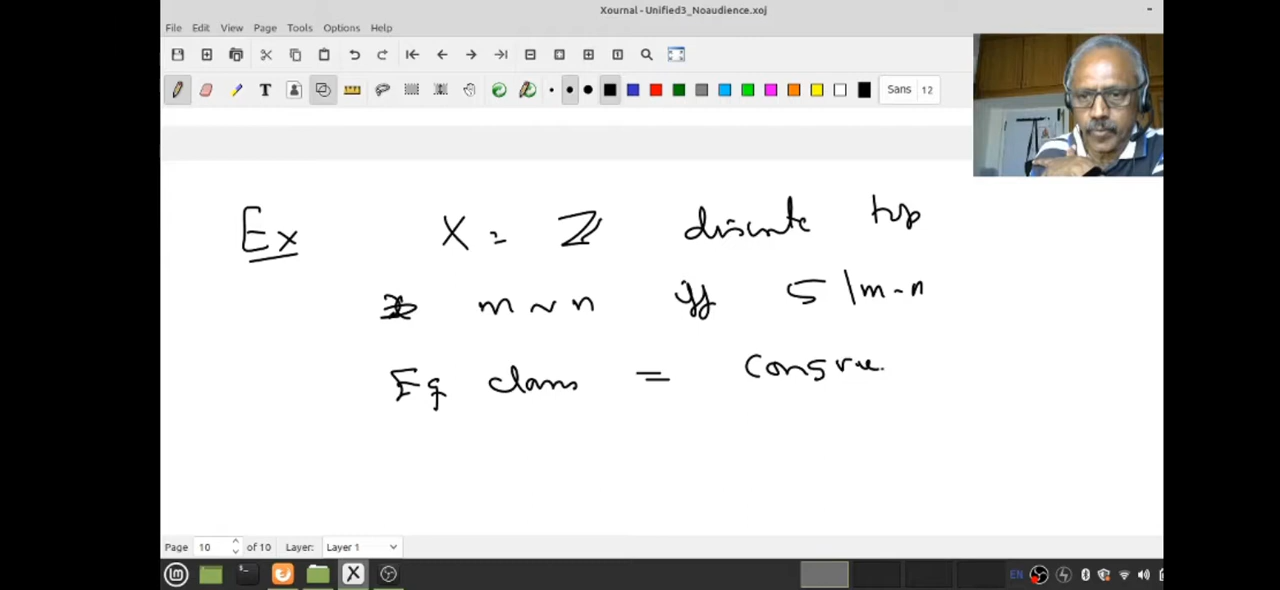 Xournal - Unified3_Noaudience.xoj
File Edit View Page Tools Options Help
Sans 12
Ex X = ℤ discrete top
m ~ n iff 5 | m - n
Eq class = Congrue
Page 10 of 10 Layer: Layer 1
EN